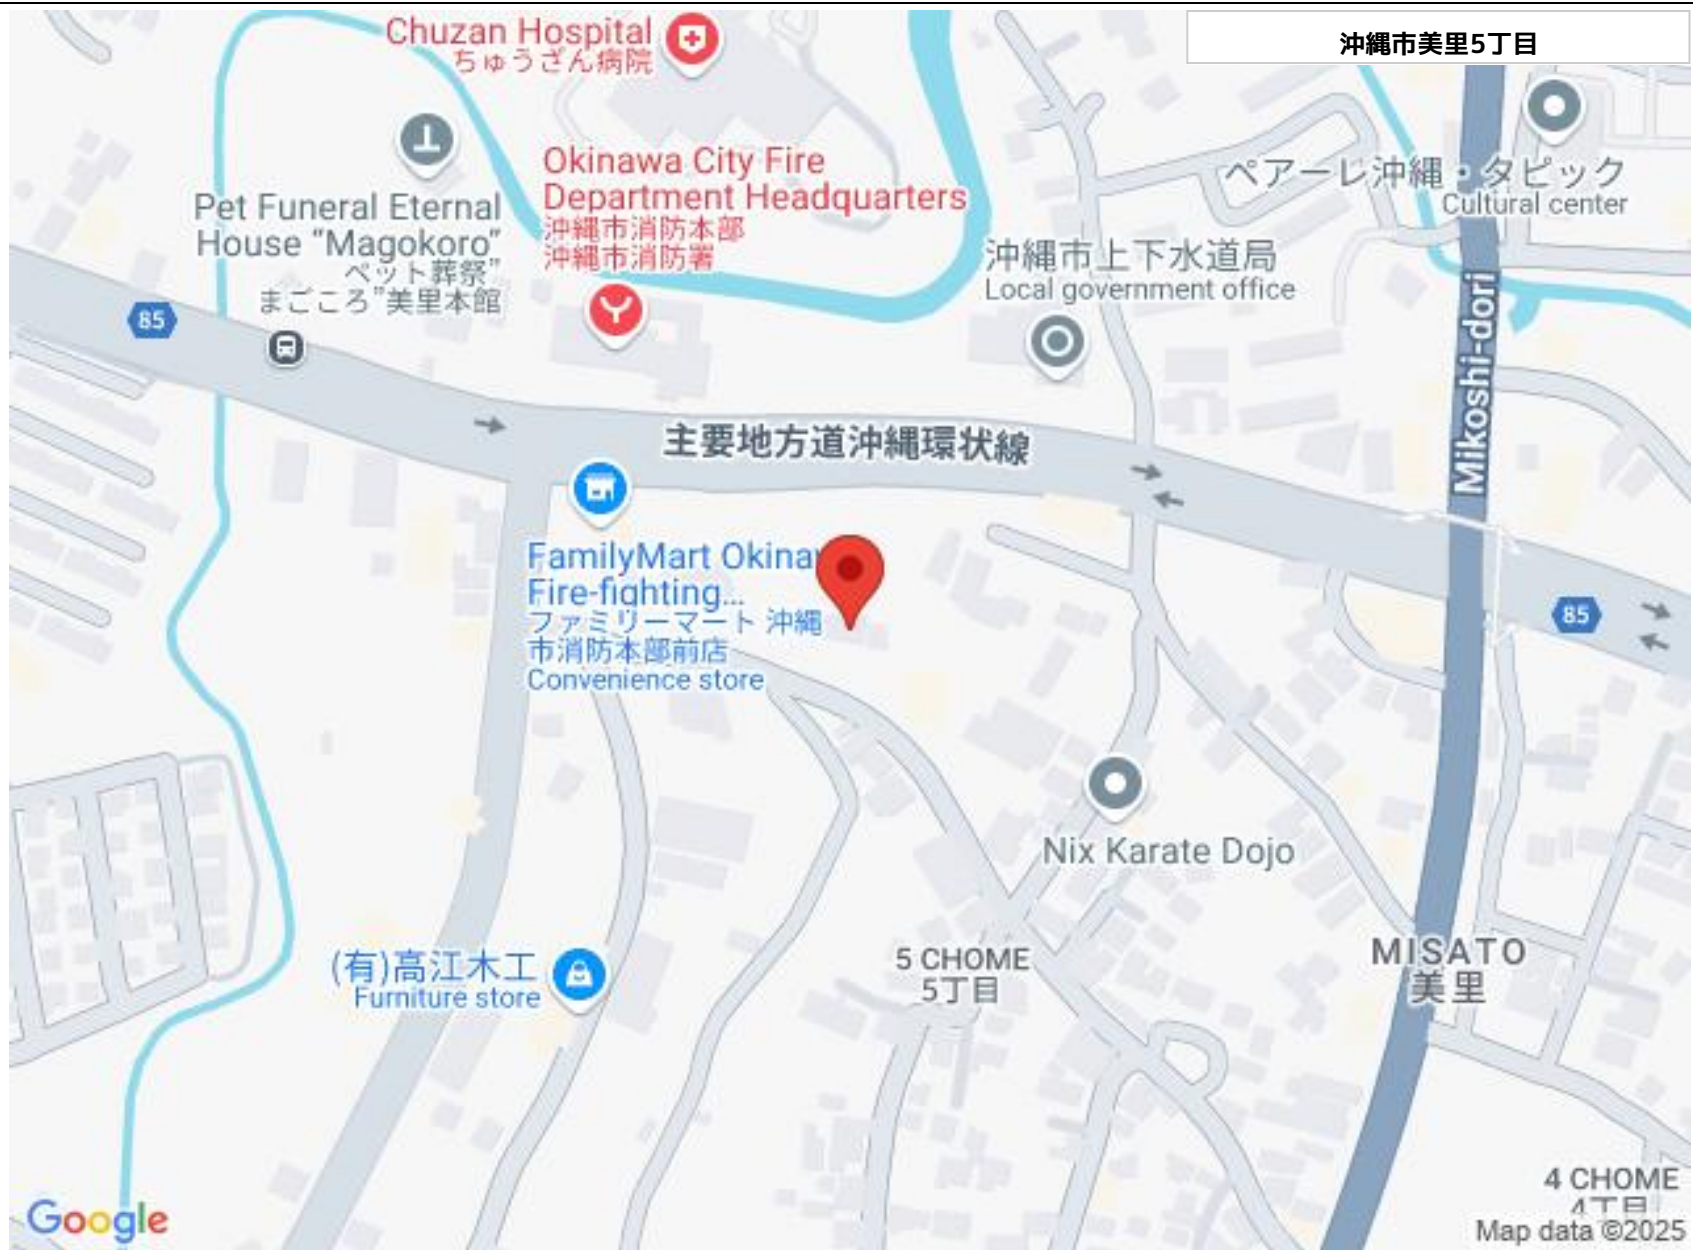 沖縄市美里5丁目
Chuzan Hospital
ちゅうざん病院
Okinawa City Fire
Department Headquarters
沖縄市消防本部
沖縄市消防署
ペアーレ沖縄・タピック
Cultural center
Pet Funeral Eternal
House “Magokoro”
ペット葬祭”
まごころ”美里本館
沖縄市上下水道局
Local government office
85
Mikoshi-dori
主要地方道沖縄環状線
FamilyMart Okina
Fire-fighting...
ファミリーマート 沖縄
市消防本部前店
Convenience store
85
Nix Karate Dojo
(有)高江木工
Furniture store
5 CHOME
5丁目
MISATO
美里
4 CHOME
4丁目
Google
Map data ©2025